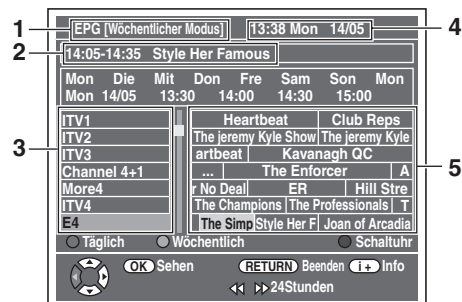 1 EPG [Wöchentlicher Modus] 13:38 Mon 14/05 4
2 14:05-14:35 Style Her Famous
Mon Die Mit Don Fre Sam Son Mon
Mon 14/05 13:30 14:00 14:30 15:00
3 5
ITV1 Heartbeat Club Reps
ITV2 The jeremy Kyle Show The jeremy Kyle
ITV3 artbeat Kavanagh QC
Channel 4+1 ... The Enforcer A
More4 r No Deal ER Hill Stre
ITV4 The Champions The Professionals T
E4 The Simp Style Her F Joan of Arcadia
Täglich Wöchentlich Schaltuhr
OK Sehen RETURN Beenden i+ Info
24Stunden